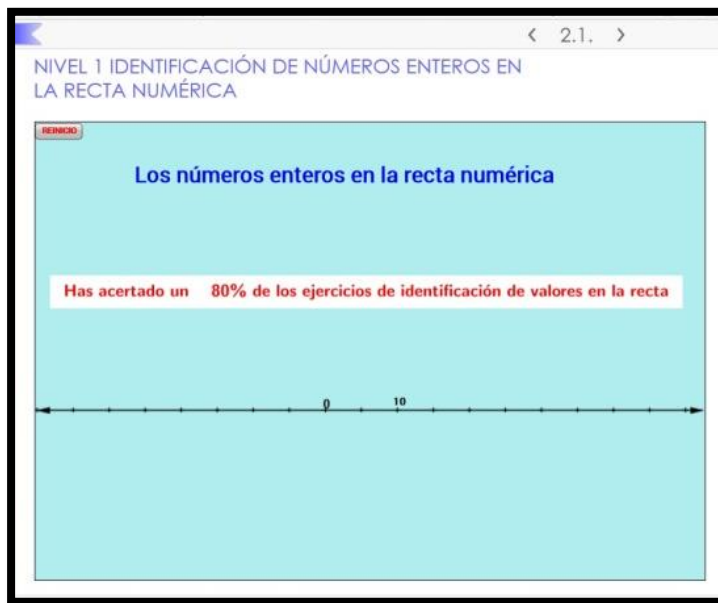 < 2.1. >
NIVEL 1 IDENTIFICACIÓN DE NÚMEROS ENTEROS EN
LA RECTA NUMÉRICA
REINICIO
Los números enteros en la recta numérica
Has acertado un 80% de los ejercicios de identificación de valores en la recta
0 10